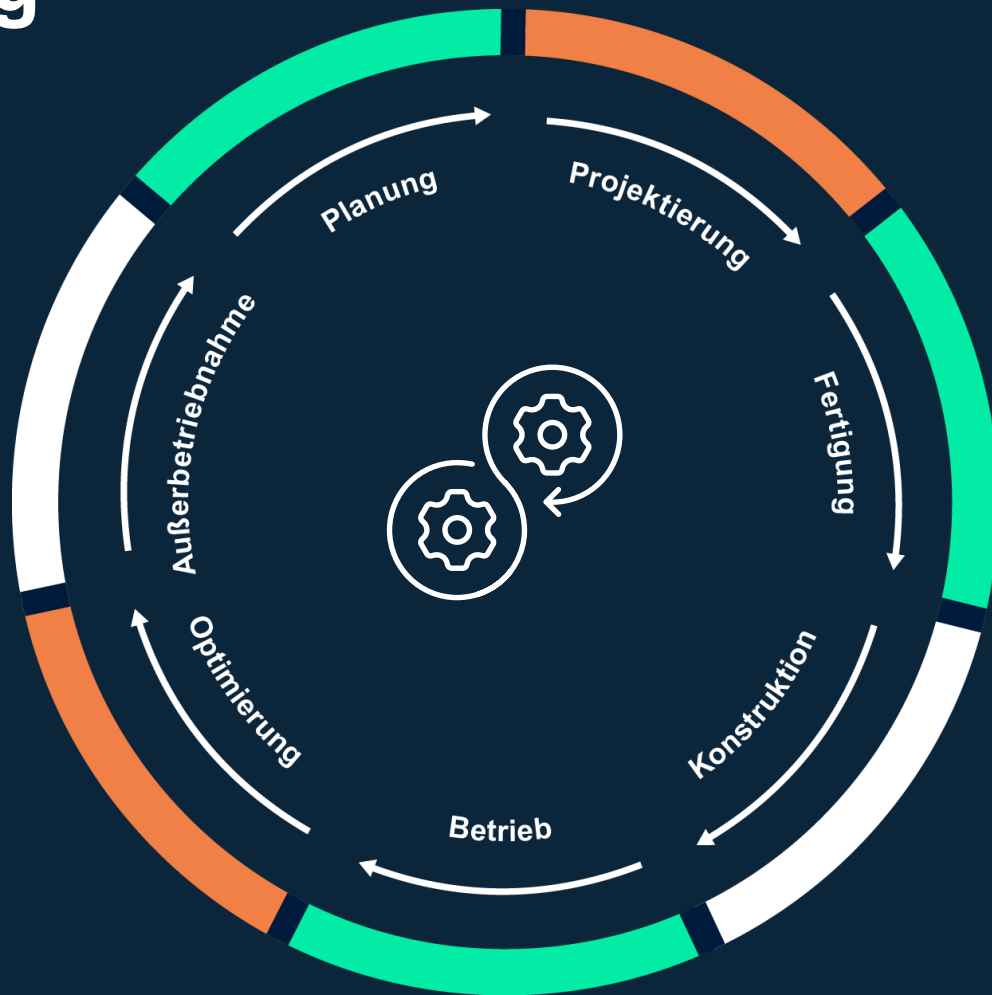 g
Planung
Projektierung
Fertigung
Konstruktion
Betrieb
Optimierung
Außerbetriebnahme